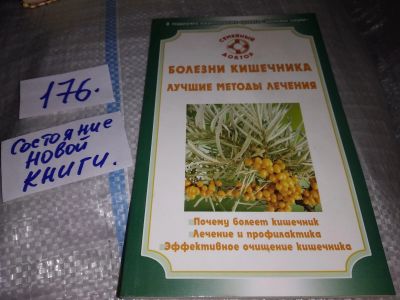 176.
Состояние
новой
книги.
СЕМЕЙНЫЙ
ДОКТОР
БОЛЕЗНИ КИШЕЧНИКА
ЛУЧШИЕ МЕТОДЫ ЛЕЧЕНИЯ
Почему болеет кишечник
Лечение и профилактика
Эффективное очищение кишечника